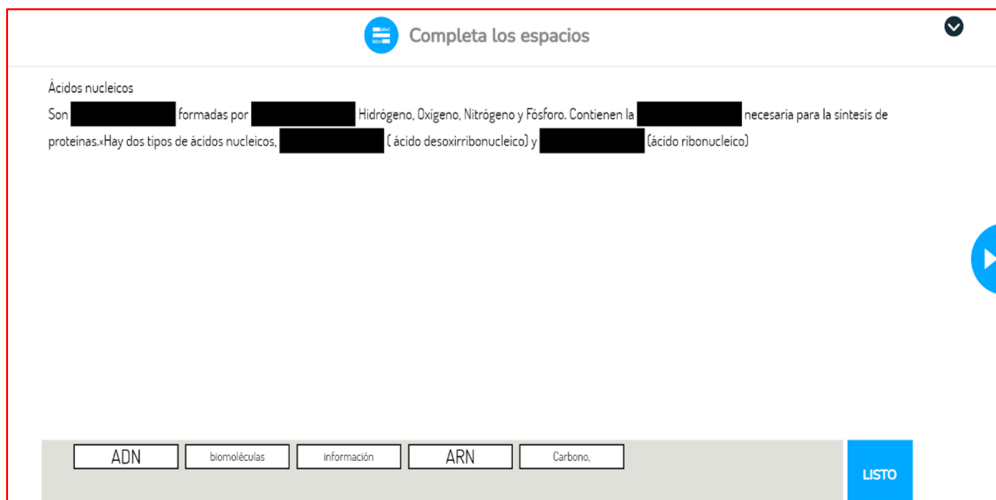 Completa los espacios
Ácidos nucleicos
Son formadas por Hidrógeno, Oxígeno, Nitrógeno y Fósforo. Contienen la necesaria para la síntesis de
proteínas.×Hay dos tipos de ácidos nucleicos, ( ácido desoxirribonucleico) y (ácido ribonucleico)
ADN biomoléculas información ARN Carbono,
LISTO